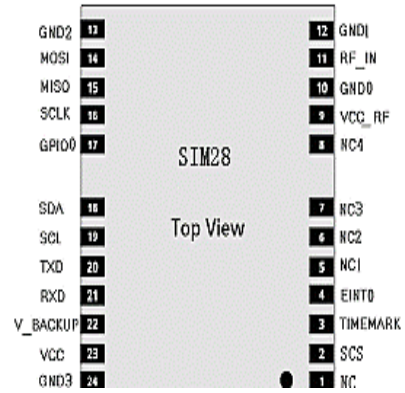 GND2 13 12 GND1
MOSI 14 11 RF_IN
MISO 15 10 GND0
SCLK 16 9 VCC_RF
GPIO0 17 8 NC4
SIM28
SDA 18 7 NC3
Top View
SCL 19 6 NC2
TXD 20 5 NC1
RXD 21 4 EINT0
V_BACKUP 22 3 TIMEMARK
VCC 23 2 SCS
GND3 24 1 NC